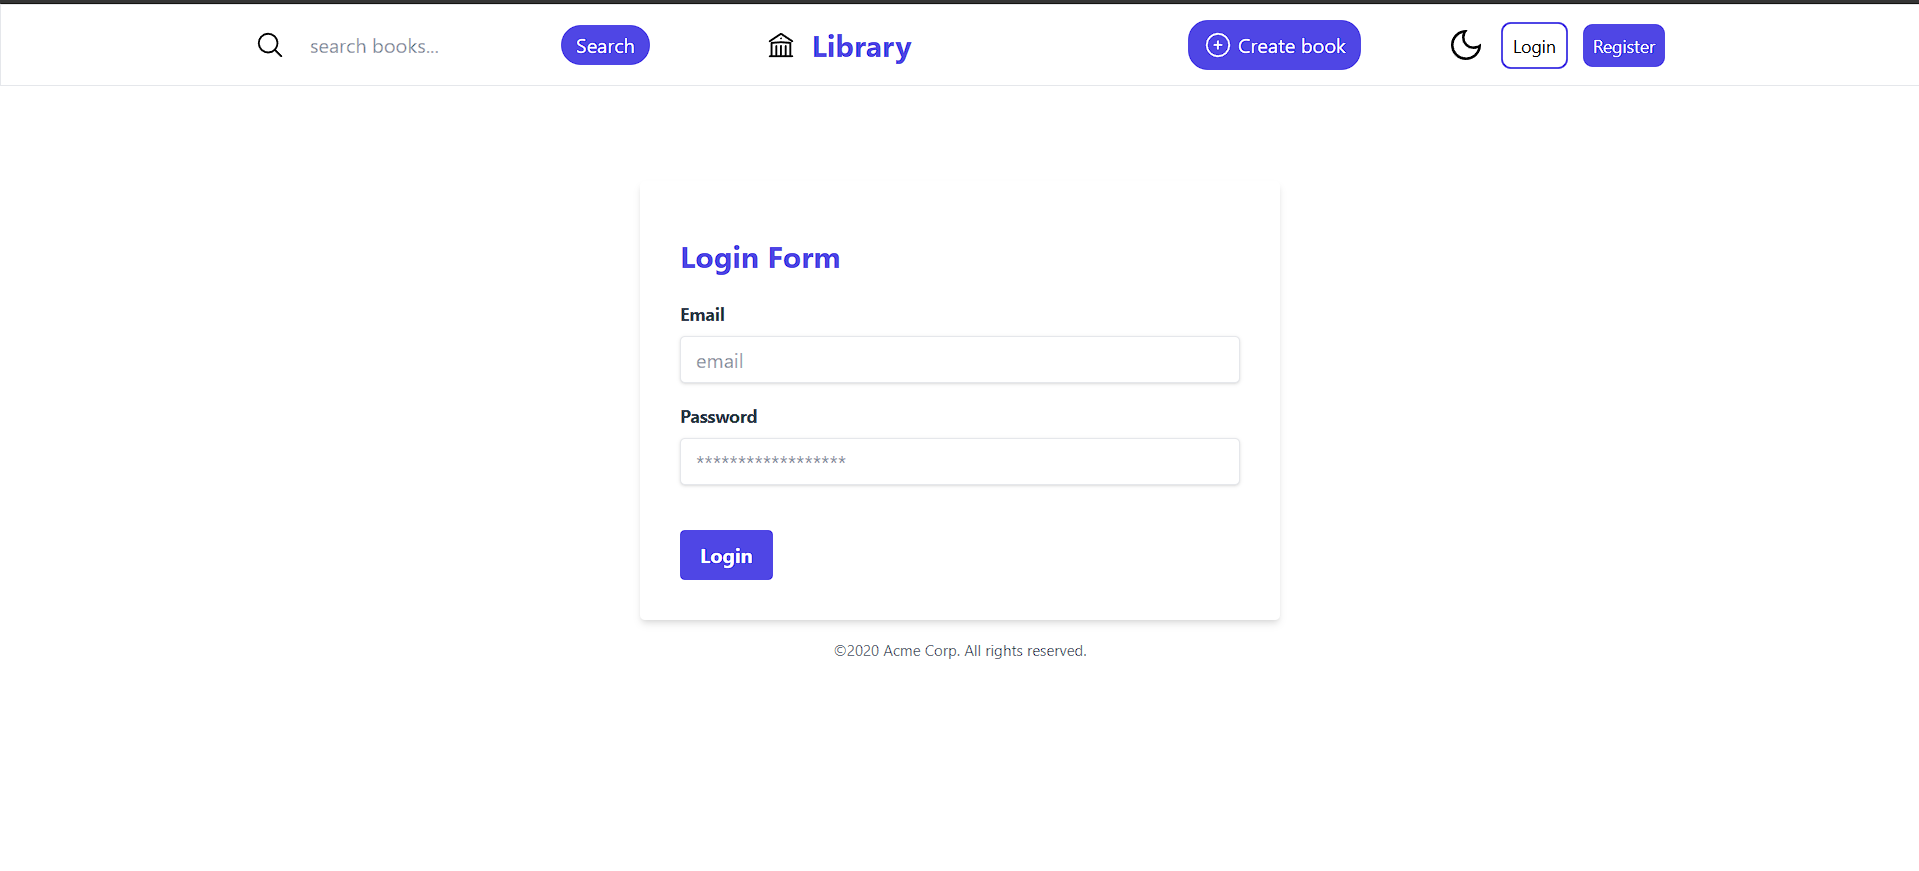 search books... Search Library Create book Login Register
Login Form
Email
email
Password
******************
Login
©2020 Acme Corp. All rights reserved.